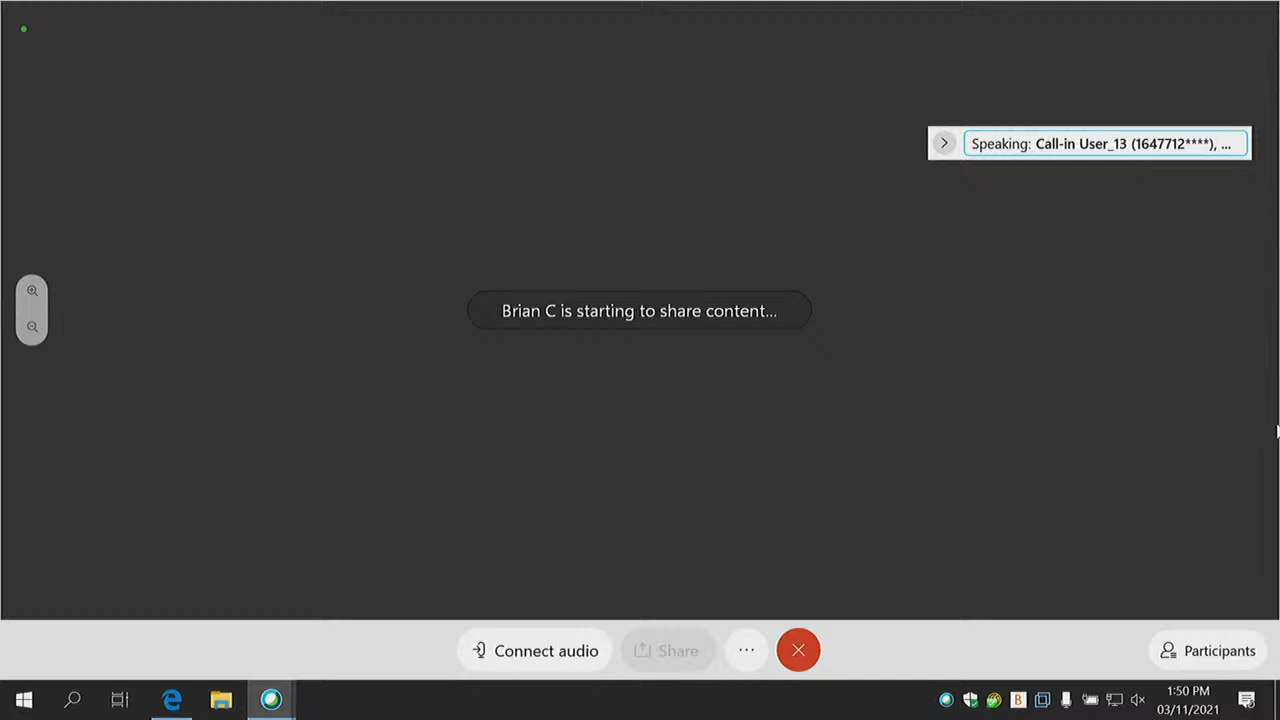 Speaking: Call-in User_13 (1647712****), ...
Brian C is starting to share content...
Connect audio
Share
...
Participants
1:50 PM
03/11/2021